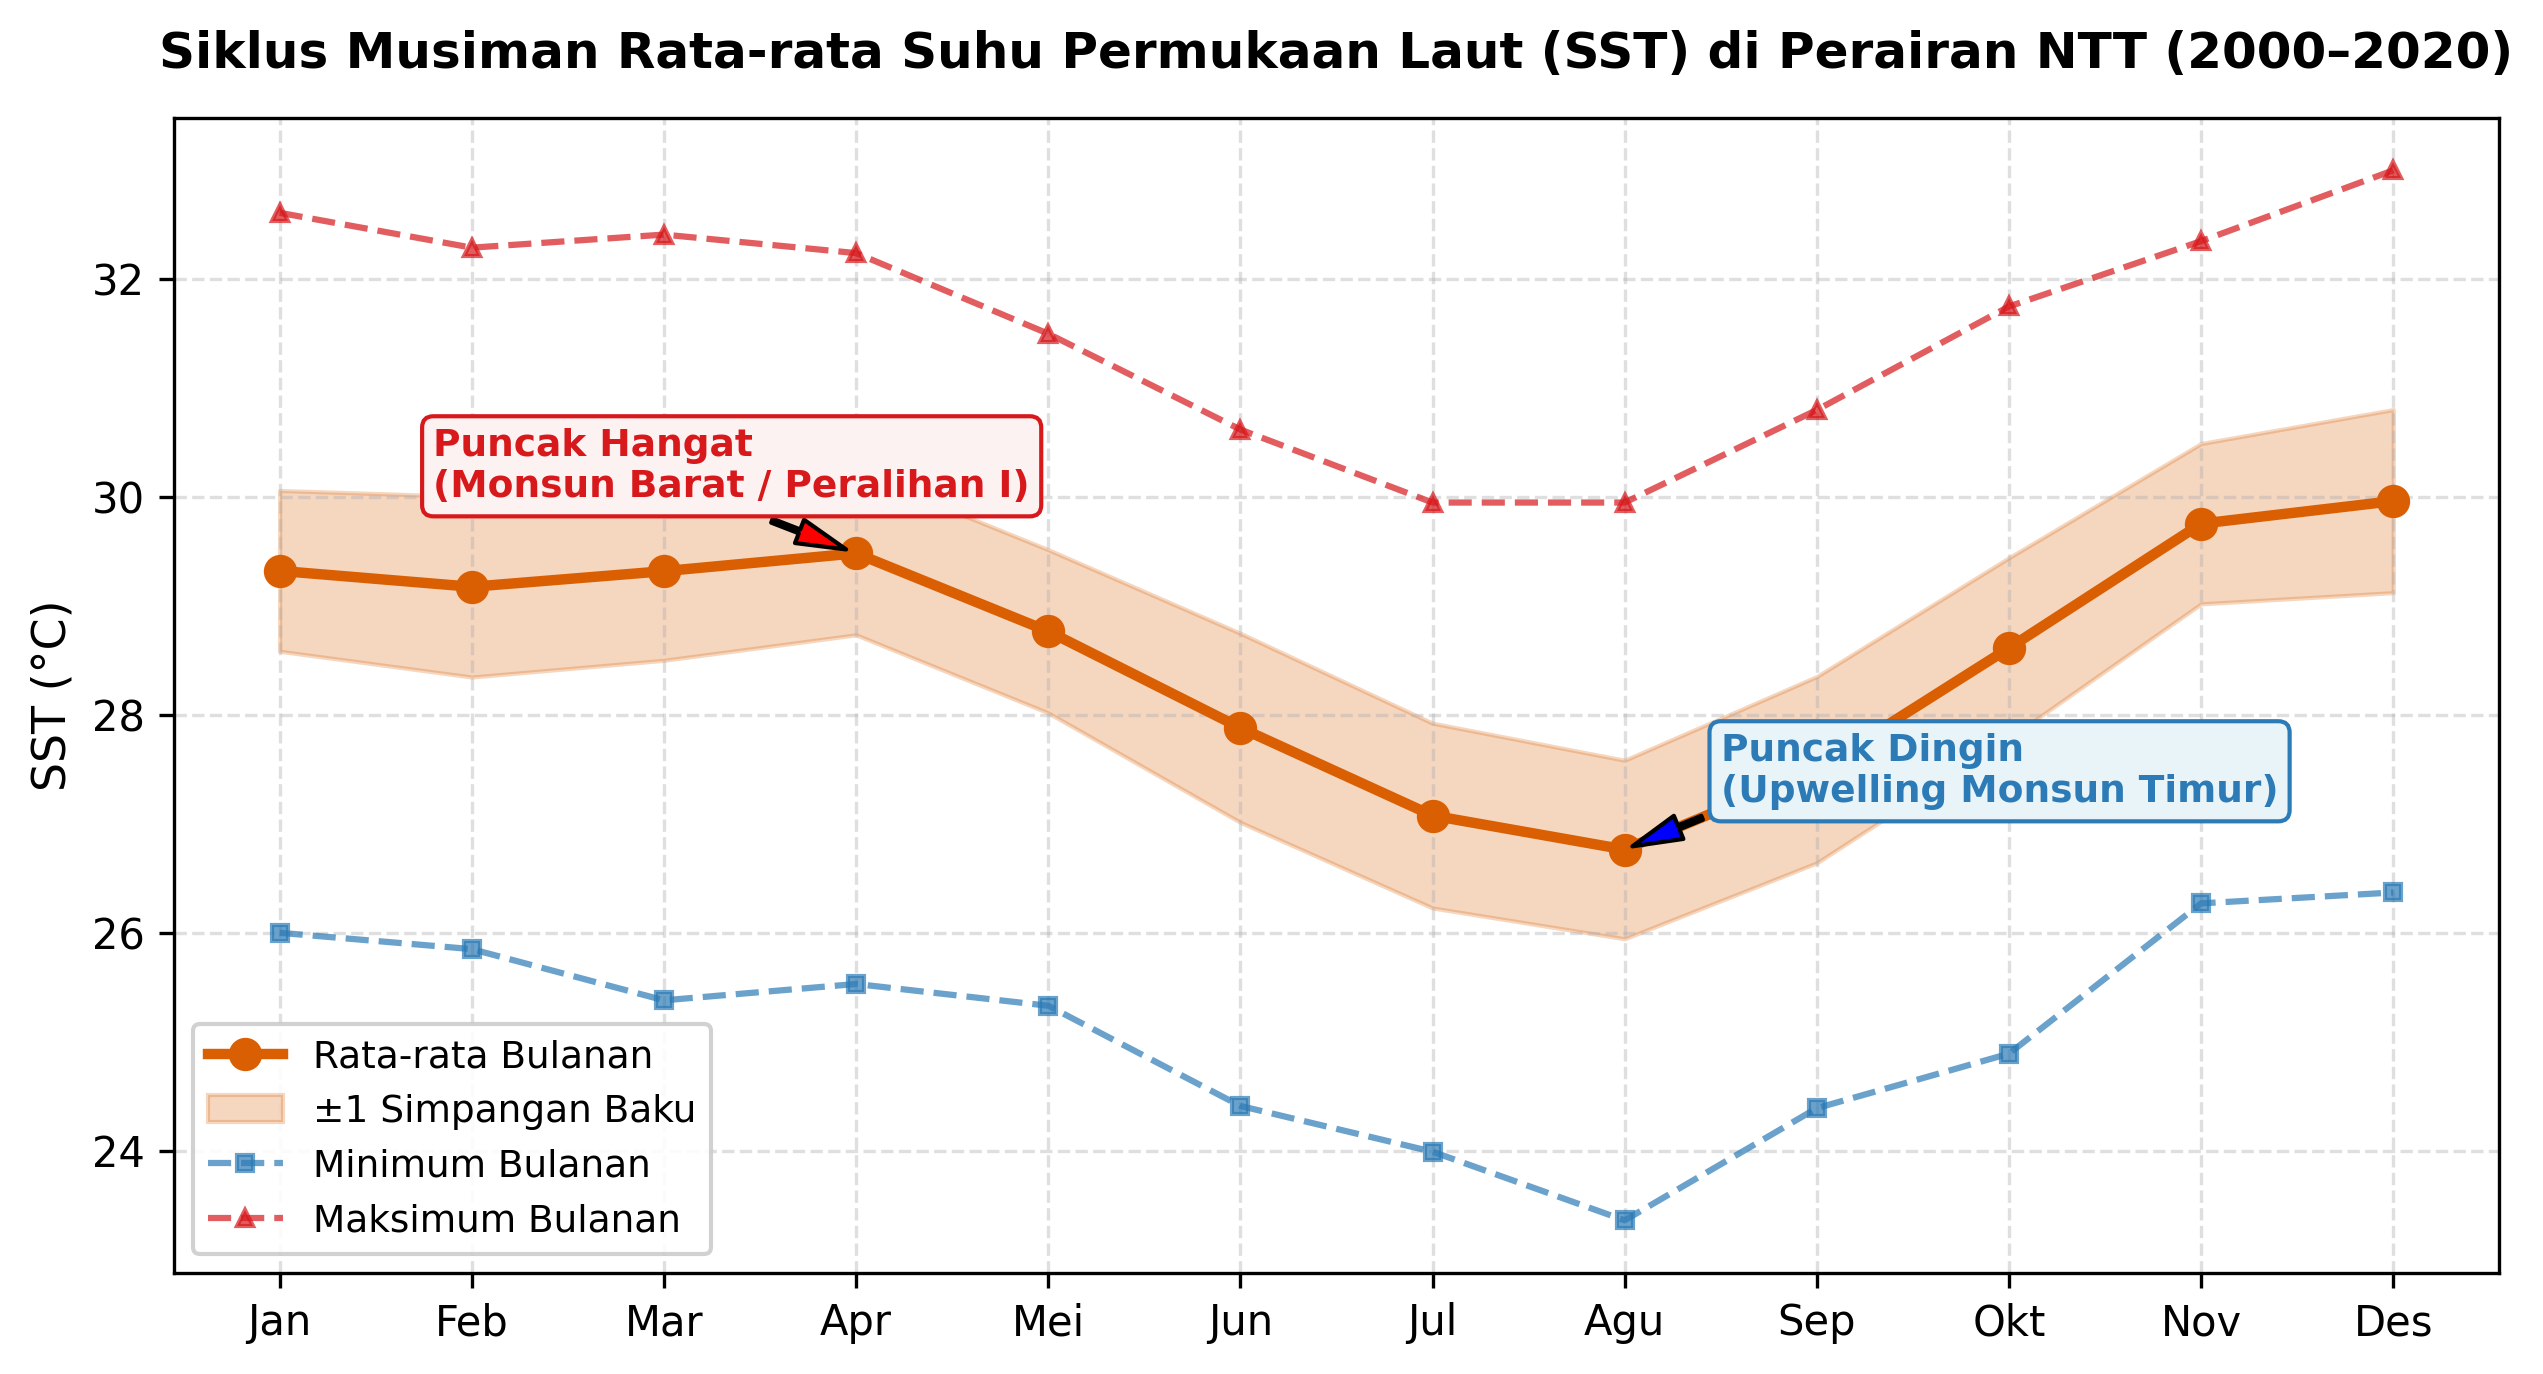 Siklus Musiman Rata-rata Suhu Permukaan Laut (SST) di Perairan NTT (2000–2020)
SST (°C)
32
30
28
26
24
Puncak Hangat
(Monsun Barat / Peralihan I)
Puncak Dingin
(Upwelling Monsun Timur)
Rata-rata Bulanan
±1 Simpangan Baku
Minimum Bulanan
Maksimum Bulanan
Jan Feb Mar Apr Mei Jun Jul Agu Sep Okt Nov Des